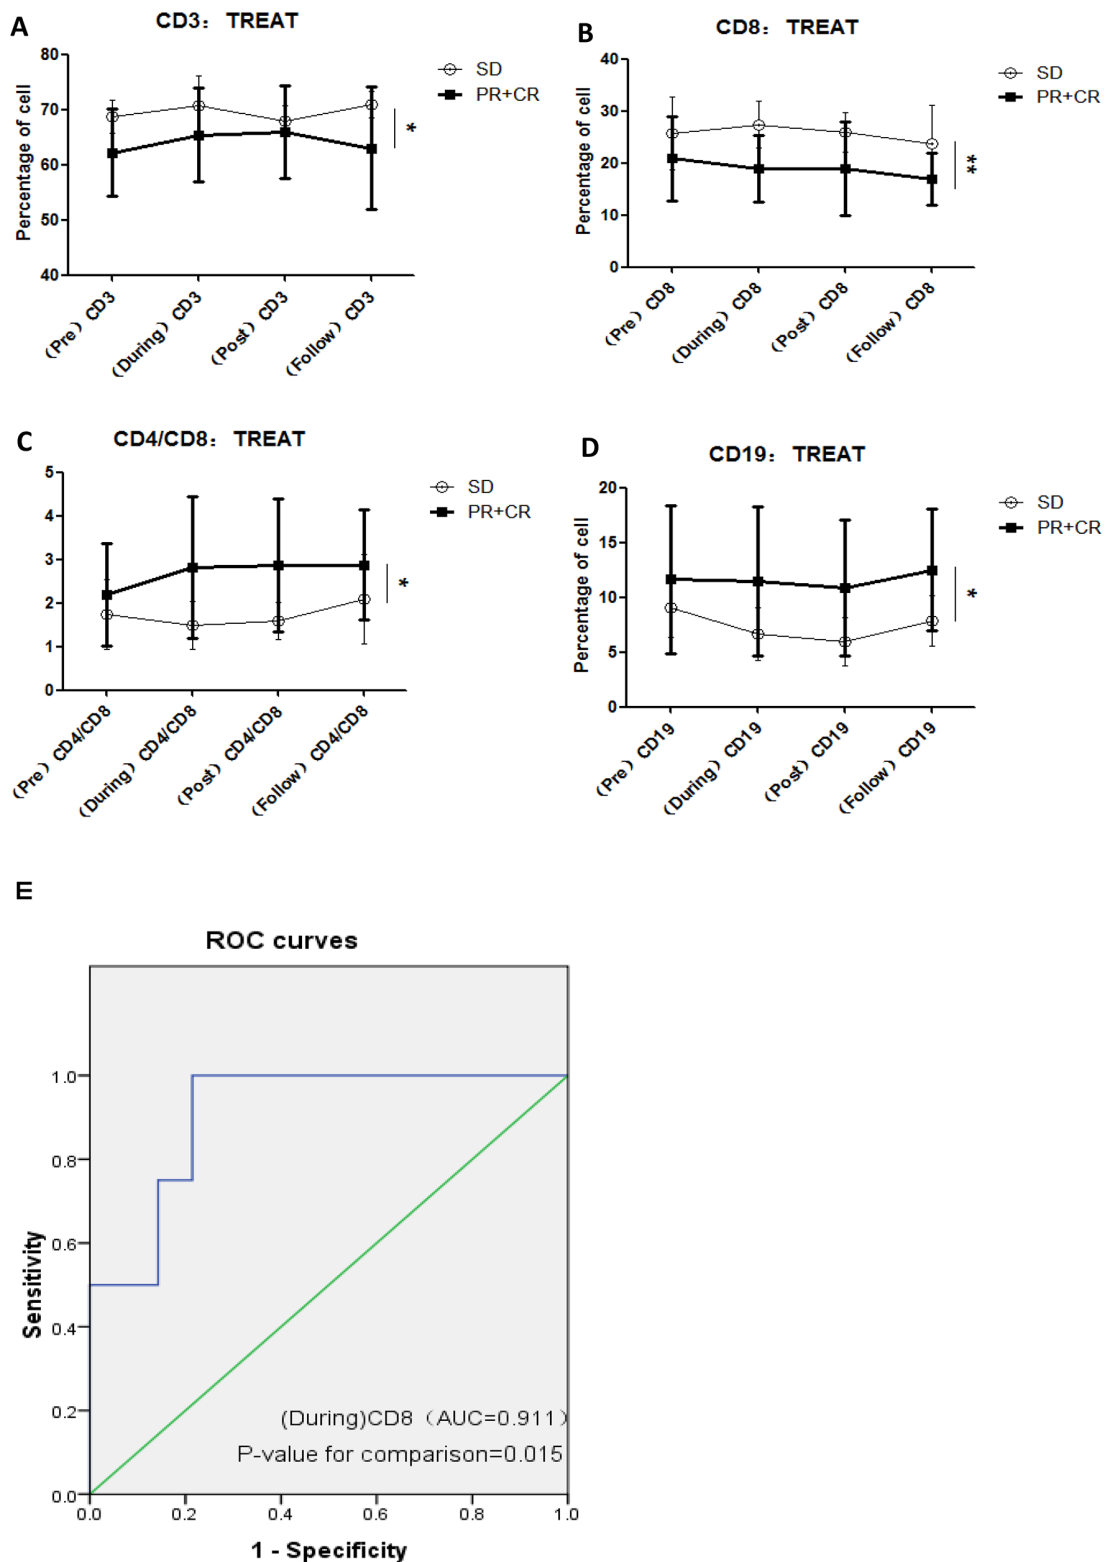 A
CD3： TREAT
80
70
60
50
40
Percentage of cell
SD
PR+CR
*
(Pre）CD3
(During）CD3
(Post）CD3
(Follow）CD3
B
CD8： TREAT
40
30
20
10
0
Percentage of cell
SD
PR+CR
**
(Pre）CD8
(During）CD8
(Post）CD8
(Follow）CD8
C
CD4/CD8： TREAT
5
4
3
2
1
0
SD
PR+CR
*
(Pre）CD4/CD8
(During）CD4/CD8
(Post）CD4/CD8
(Follow）CD4/CD8
D
CD19： TREAT
20
15
10
5
0
Percentage of cell
SD
PR+CR
*
(Pre）CD19
(During）CD19
(Post）CD19
(Follow）CD19
E
ROC curves
1.0
0.8
0.6
0.4
0.2
0.0
Sensitivity
(During)CD8（AUC=0.911)
P-value for comparison=0.015
0.0 0.2 0.4 0.6 0.8 1.0
1 - Specificity